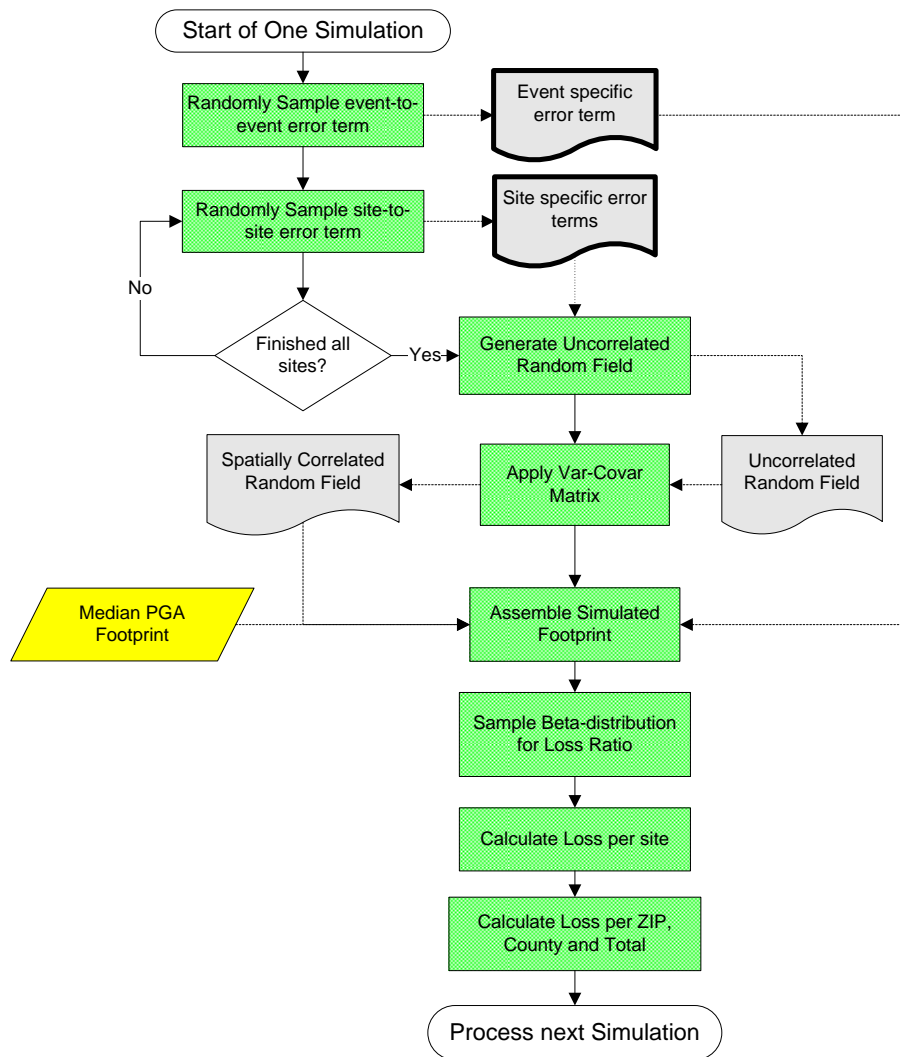 Start of One Simulation
Randomly Sample event-to-
event error term
Event specific
error term
Randomly Sample site-to-
site error term
Site specific error
terms
No
Finished all
sites?
Yes
Generate Uncorrelated
Random Field
Spatially Correlated
Random Field
Apply Var-Covar
Matrix
Uncorrelated
Random Field
Median PGA
Footprint
Assemble Simulated
Footprint
Sample Beta-distribution
for Loss Ratio
Calculate Loss per site
Calculate Loss per ZIP,
County and Total
Process next Simulation